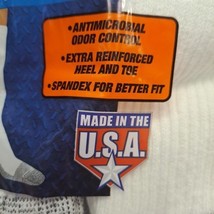 •ANTIMICROBIAL
ODOR CONTROL
•EXTRA REINFORCED
HEEL AND TOE
•SPANDEX FOR BETTER FIT
MADE IN THE
U.S.A.